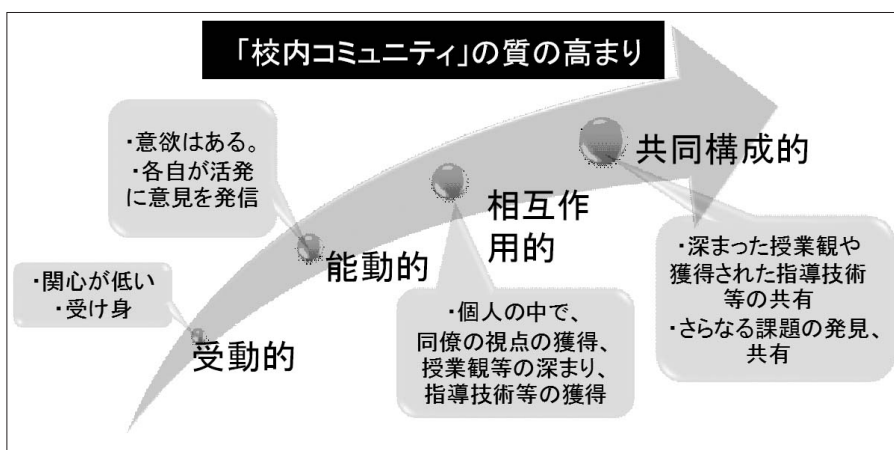 「校内コミュニティ」の質の高まり
・意欲はある。
・各自が活発
に意見を発信
・関心が低い
・受け身
受動的
能動的
相互作
用的
共同構成的
・個人の中で、
同僚の視点の獲得、
授業観等の深まり、
指導技術等の獲得
・深まった授業観や
獲得された指導技術
等の共有
・さらなる課題の発見、
共有